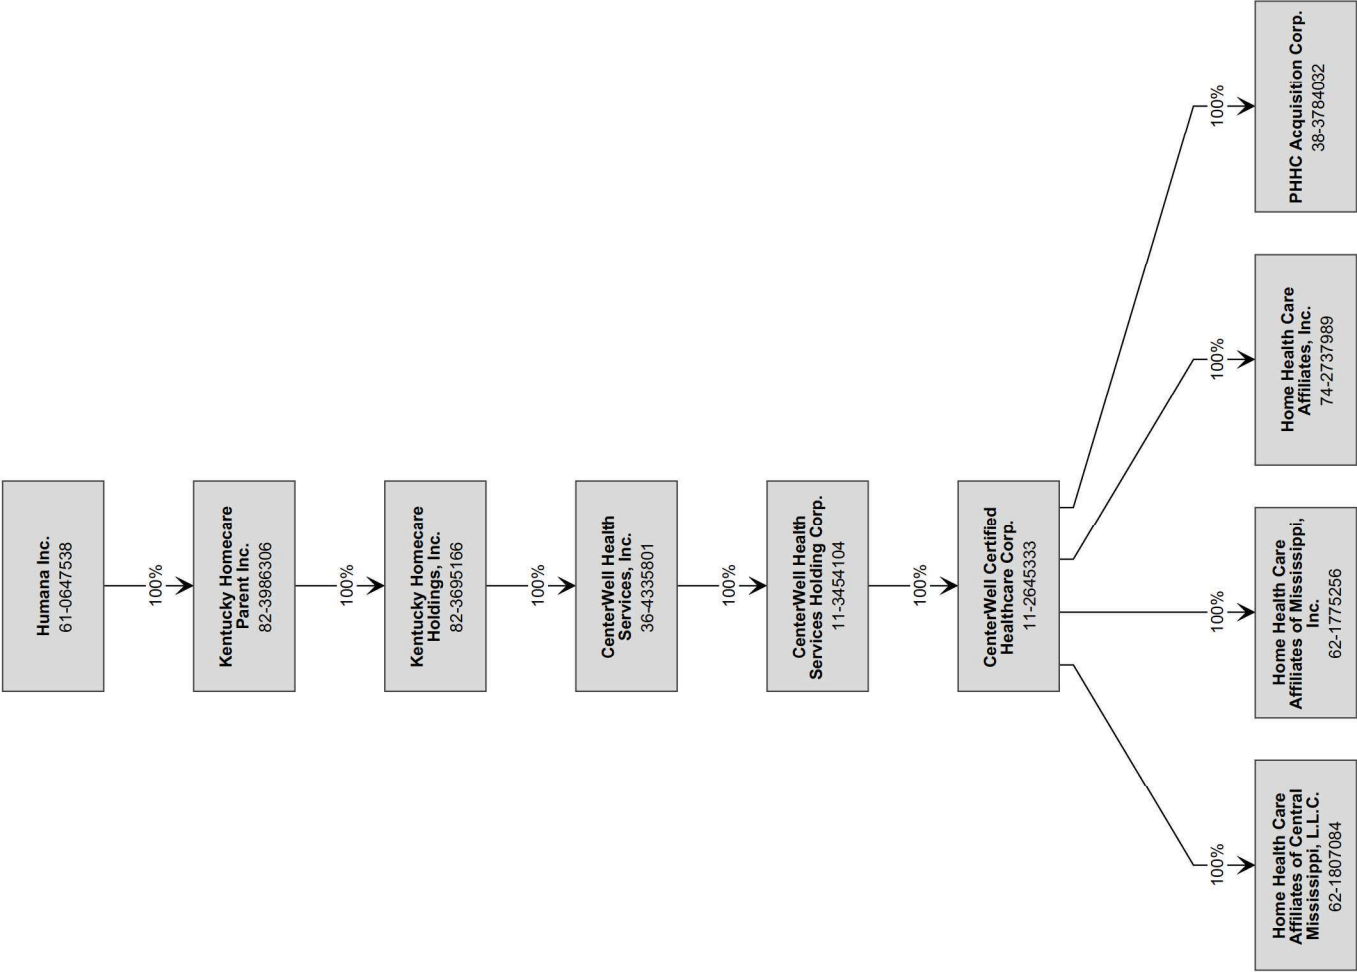 Humana Inc.
61-0647538
100%
Kentucky Homecare
Parent Inc.
82-3986306
100%
Kentucky Homecare
Holdings, Inc.
82-3695166
100%
CenterWell Health
Services, Inc.
36-4335801
100%
CenterWell Health
Services Holding Corp.
11-3454104
100%
CenterWell Certified
Healthcare Corp.
11-2645333
100%
100%
100%
100%
Home Health Care
Affiliates of Central
Mississippi, L.L.C.
62-1807084
Home Health Care
Affiliates of Mississippi,
Inc.
62-1775256
Home Health Care
Affiliates, Inc.
74-2737989
PHHC Acquisition Corp.
38-3784032